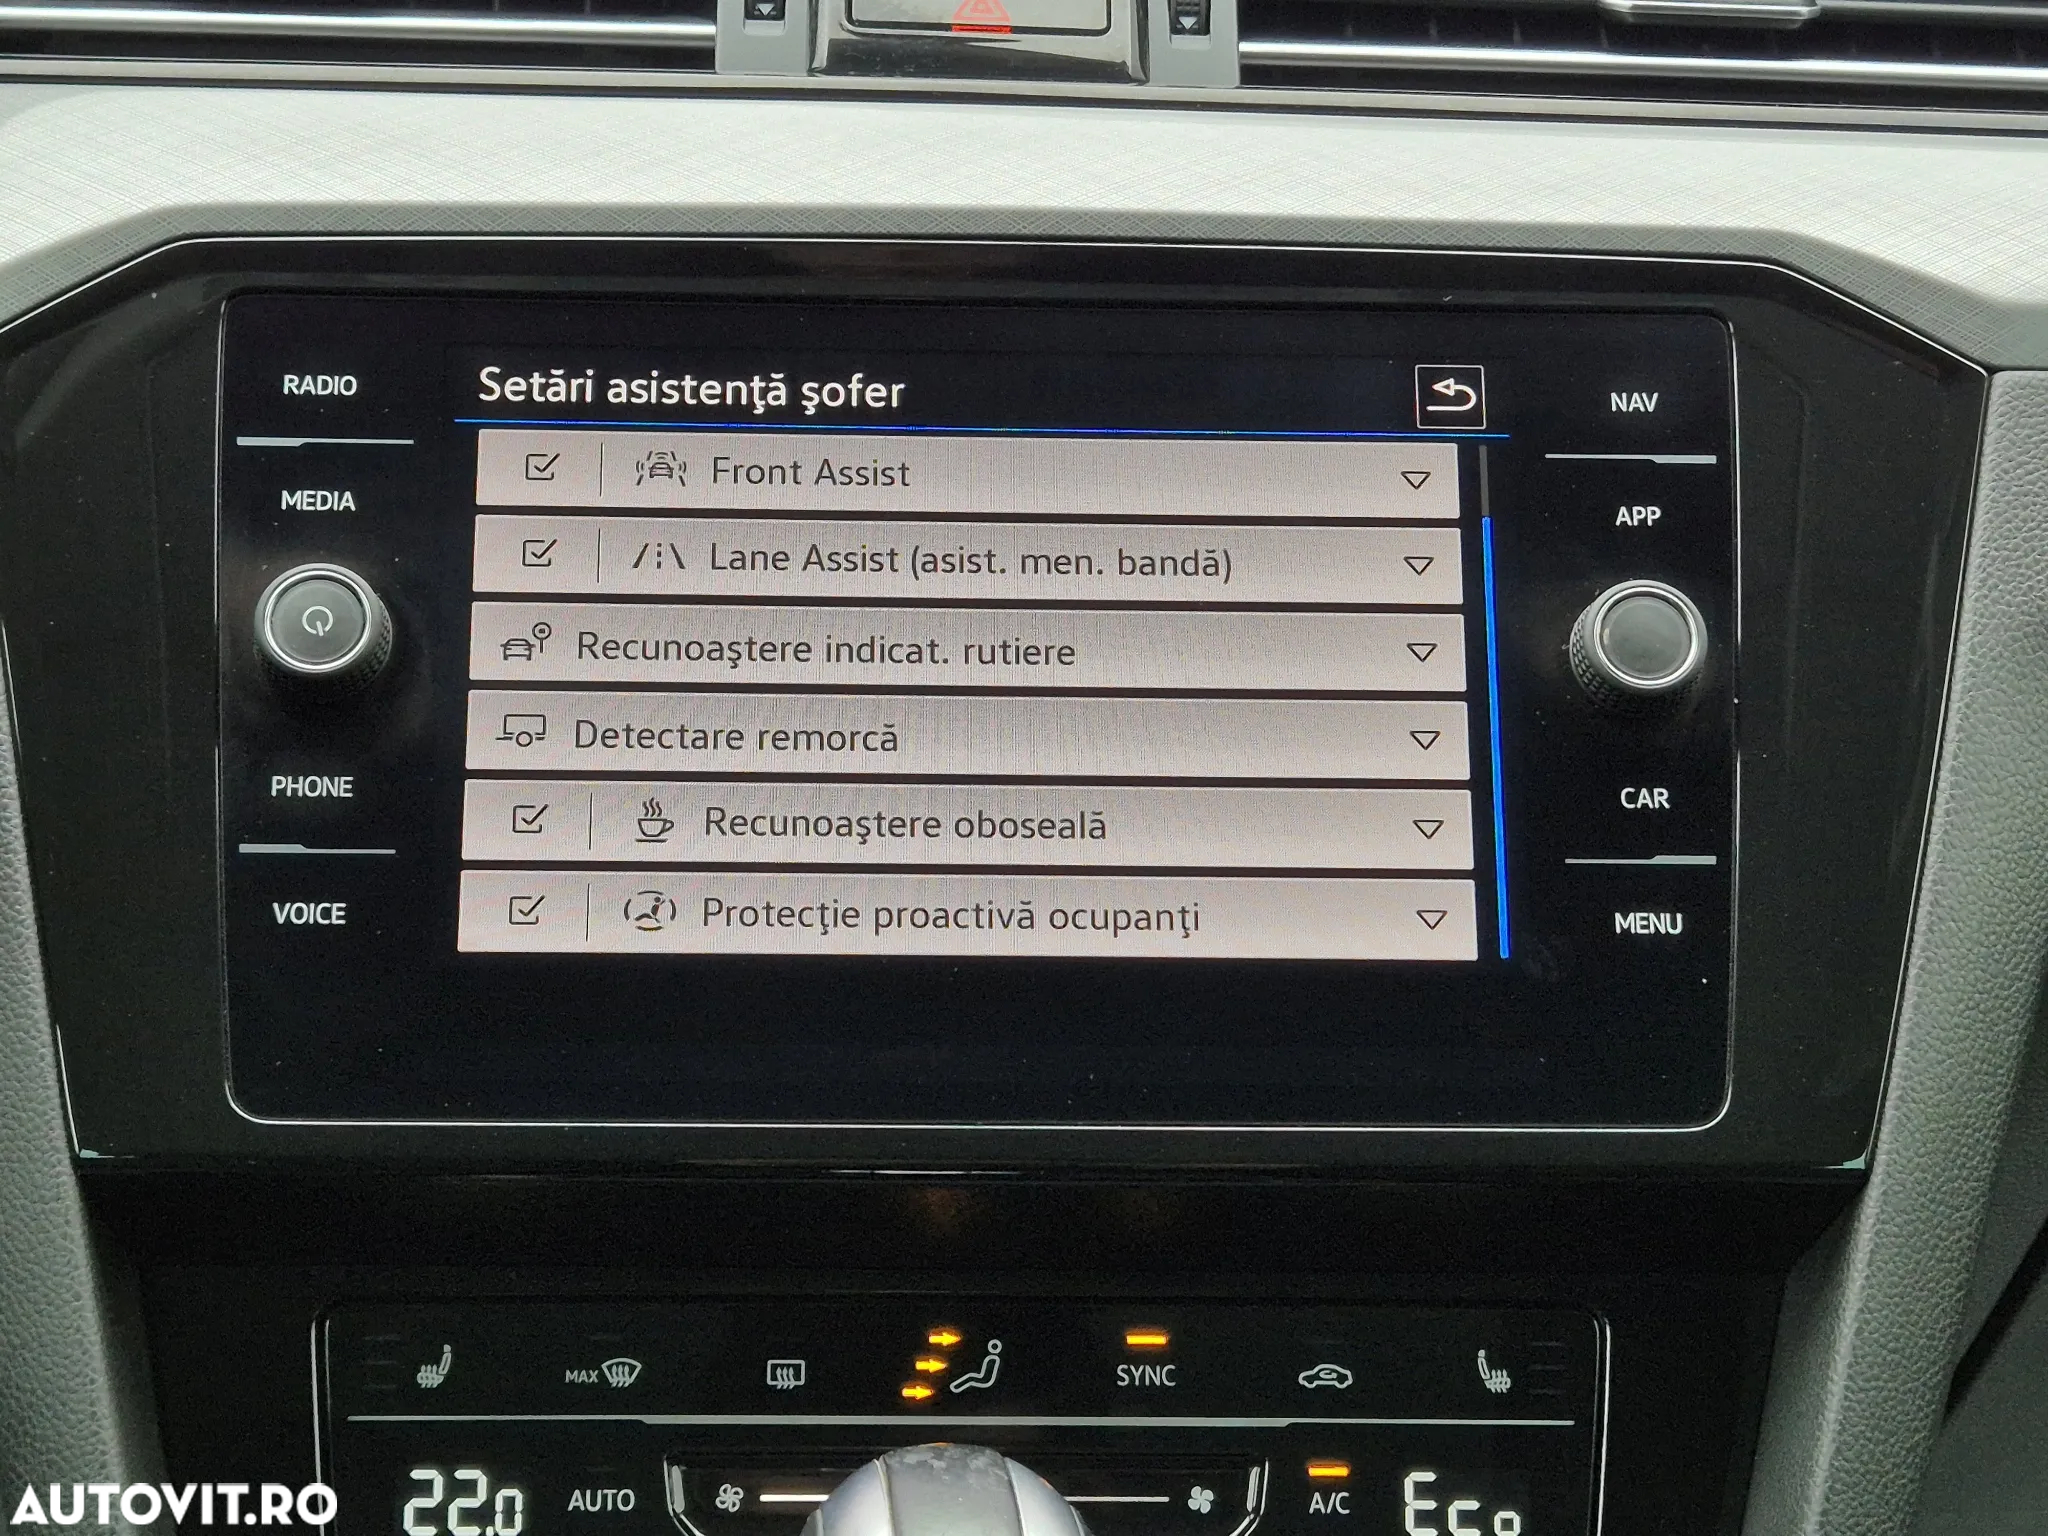 RADIO
MEDIA
PHONE
VOICE
Setări asistenţă şofer
Front Assist
Lane Assist (asist. men. bandă)
Recunoaştere indicat. rutiere
Detectare remorcă
Recunoaştere oboseală
Protecţie proactivă ocupanţi
NAV
APP
CAR
MENU
MAX
SYNC
22.0
AUTO
A/C
Eco
AUTOVIT.RO